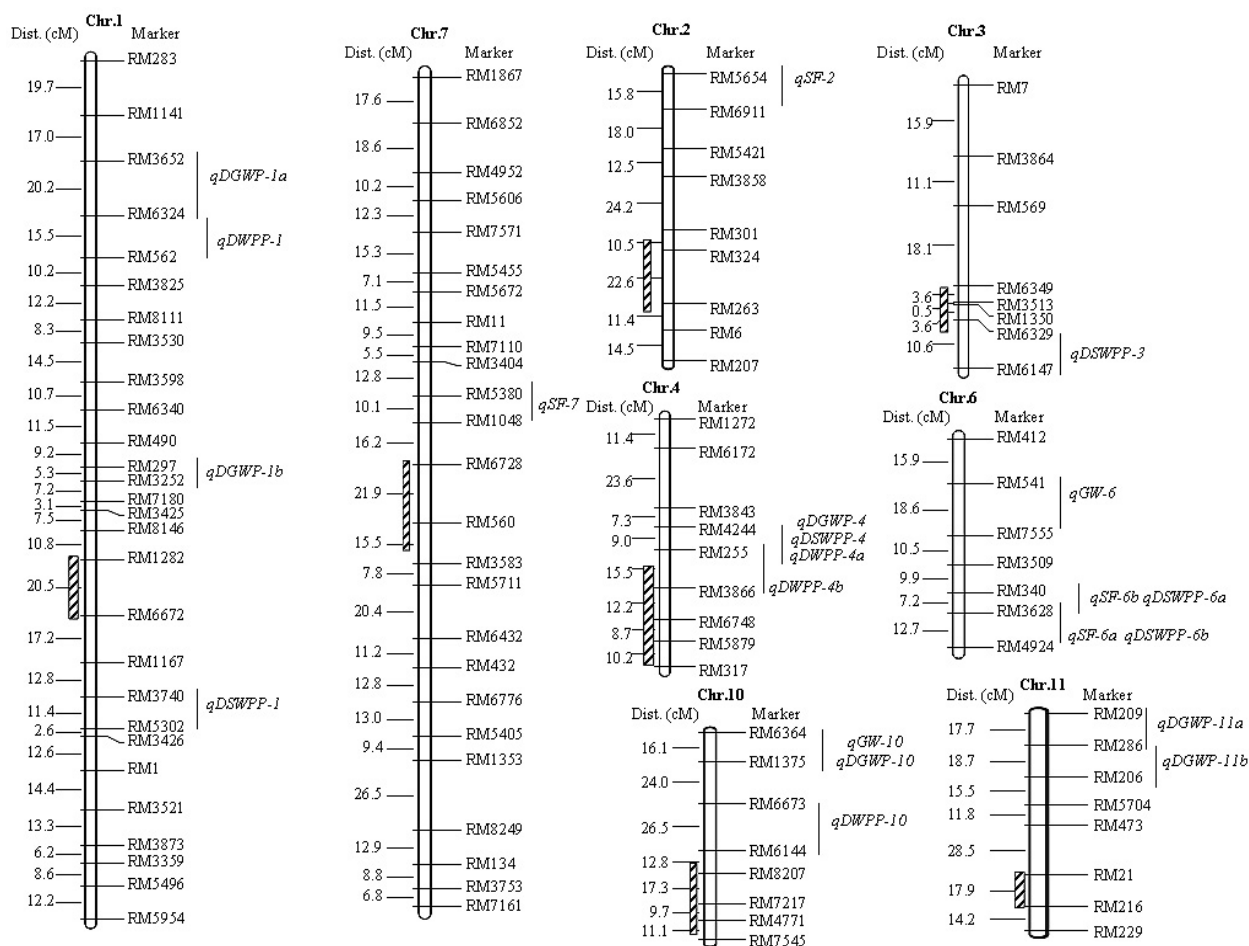 Chr.1
Dist. (cM) Marker
RM283
19.7
RM1141
17.0
RM3652
20.2
qDGWP-1a
RM6324
15.5
qDWPP-1
RM562
10.2
RM3825
12.2
RM8111
8.3
RM3530
14.5
RM3598
10.7
RM6340
11.5
RM490
9.2
RM297
5.3
qDGWP-1b
RM3252
7.2
RM7180
3.1
RM3425
7.5
RM8146
10.8
RM1282
20.5
RM6672
17.2
RM1167
12.8
RM3740
11.4
qDSWPP-1
RM5302
2.6
RM3426
12.6
RM1
14.4
RM3521
13.3
RM3873
6.2
RM3359
8.6
RM5496
12.2
RM5954
Chr.7
Dist. (cM) Marker
RM1867
17.6
RM6852
18.6
RM4952
10.2
RM5606
12.3
RM7571
15.3
RM5455
7.1
RM5672
11.5
RM11
9.5
RM7110
5.5
RM3404
12.8
RM5380
10.1
qSF-7
RM1048
16.2
RM6728
21.9
RM560
15.5
RM3583
7.8
RM5711
20.4
RM6432
11.2
RM432
12.8
RM6776
13.0
RM5405
9.4
RM1353
26.5
RM8249
12.9
RM134
8.8
RM3753
6.8
RM7161
Chr.2
Dist. (cM) Marker
RM5654
15.8
qSF-2
RM6911
18.0
RM5421
12.5
RM3858
24.2
RM301
10.5
RM324
22.6
RM263
11.4
RM6
14.5
RM207
Chr.4
Dist. (cM) Marker
RM1272
11.4
RM6172
23.6
RM3843
7.3
RM4244
9.0
qDGWP-4
qDSWPP-4
qDWPP-4a
RM255
15.5
qDWPP-4b
RM3866
12.2
RM6748
8.7
RM5879
10.2
RM317
Chr.10
Dist. (cM) Marker
RM6364
16.1
qGW-10
qDGWP-10
RM1375
24.0
RM6673
26.5
qDWPP-10
RM6144
12.8
RM8207
17.3
RM7217
9.7
RM4771
11.1
RM7545
Chr.3
Dist. (cM) Marker
RM7
15.9
RM3864
11.1
RM569
18.1
RM6349
3.6
RM3513
0.5
RM1350
3.6
RM6329
10.6
qDSWPP-3
RM6147
Chr.6
Dist. (cM) Marker
RM412
15.9
RM541
18.6
qGW-6
RM7555
10.5
RM3509
9.9
RM340
7.2
qSF-6b qDSWPP-6a
RM3628
12.7
qSF-6a qDSWPP-6b
RM4924
Chr.11
Dist. (cM) Marker
RM209
17.7
qDGWP-11a
RM286
18.7
qDGWP-11b
RM206
15.5
RM5704
11.8
RM473
28.5
RM21
17.9
RM216
14.2
RM229